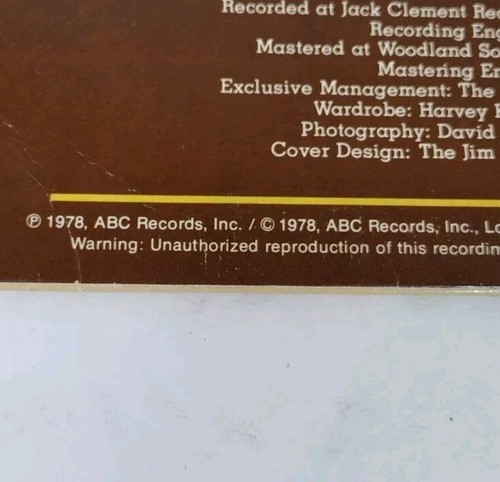 Recorded at Jack Clement
Recording
Mastered at Woodland
Mastering
Exclusive Management: The
Wardrobe: Harvey
Photography: David
Cover Design: The Jim
℗ 1978, ABC Records, Inc. / © 1978, ABC Records, Inc.,
Warning: Unauthorized reproduction of this